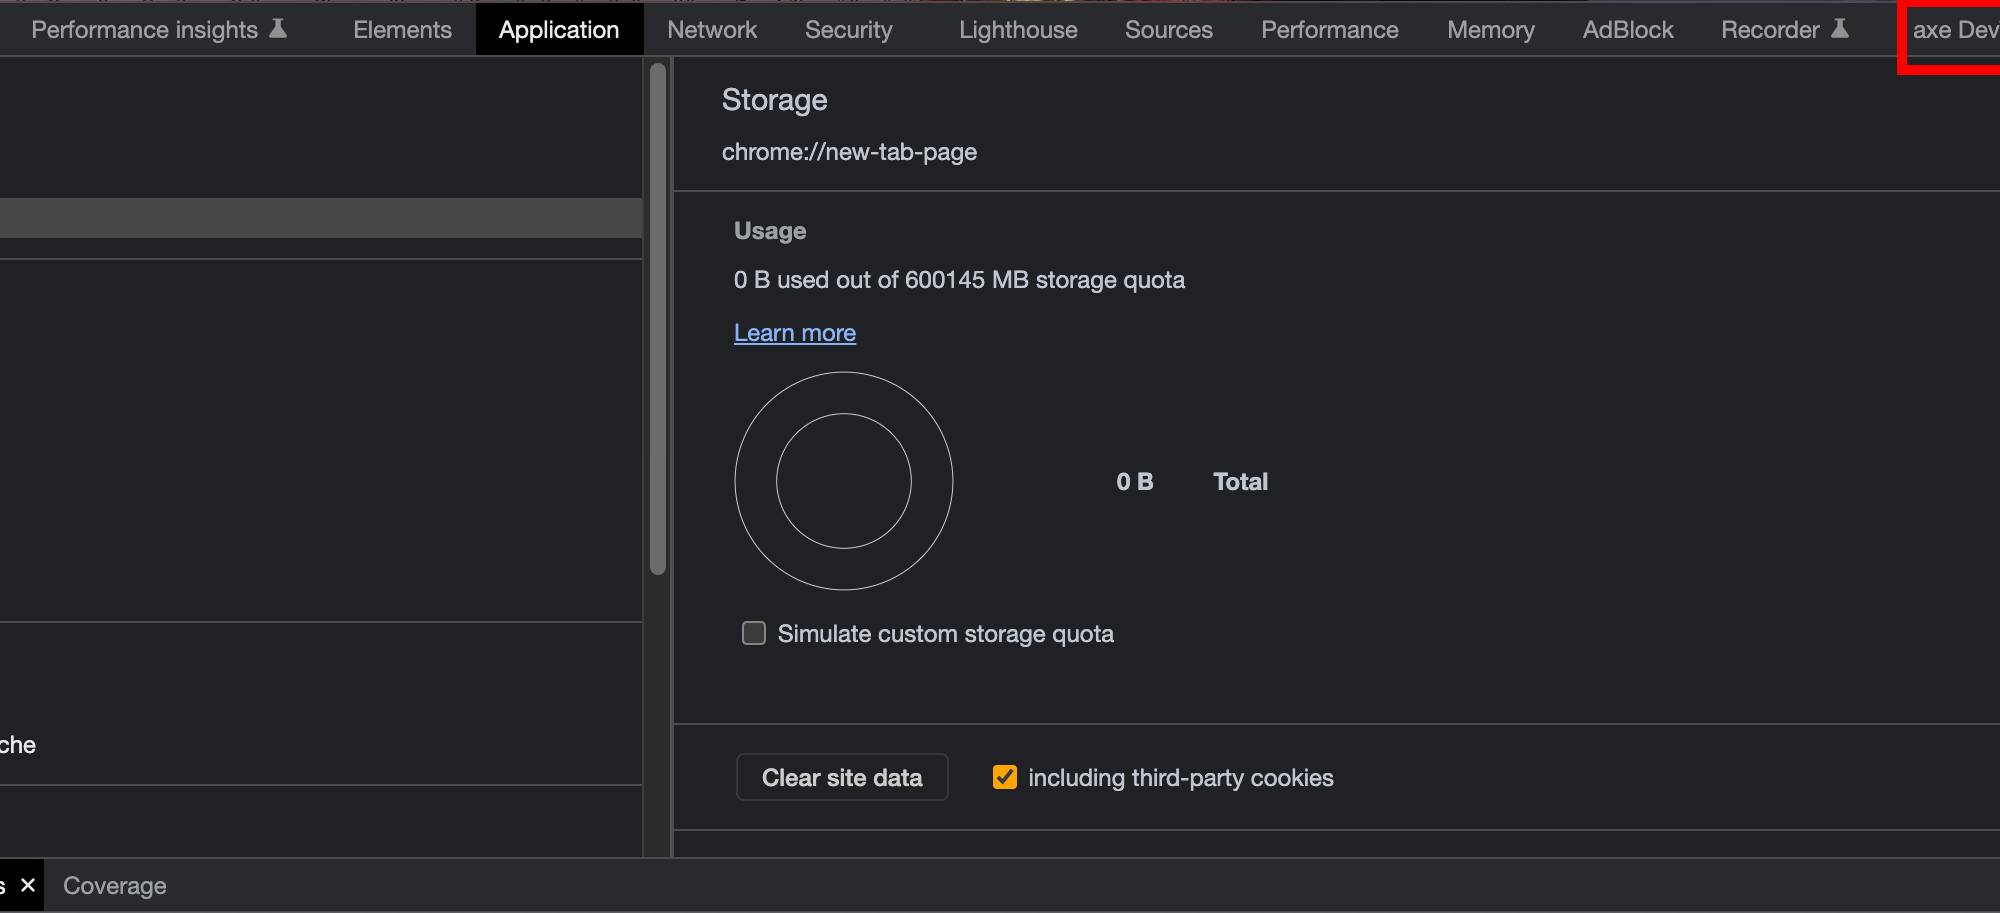 Performance insights Elements Application Network Security Lighthouse Sources Performance Memory AdBlock Recorder axe Dev
Storage
chrome://new-tab-page
Usage
0 B used out of 600145 MB storage quota
Learn more
0 B Total
Simulate custom storage quota
che
Clear site data including third-party cookies
s × Coverage